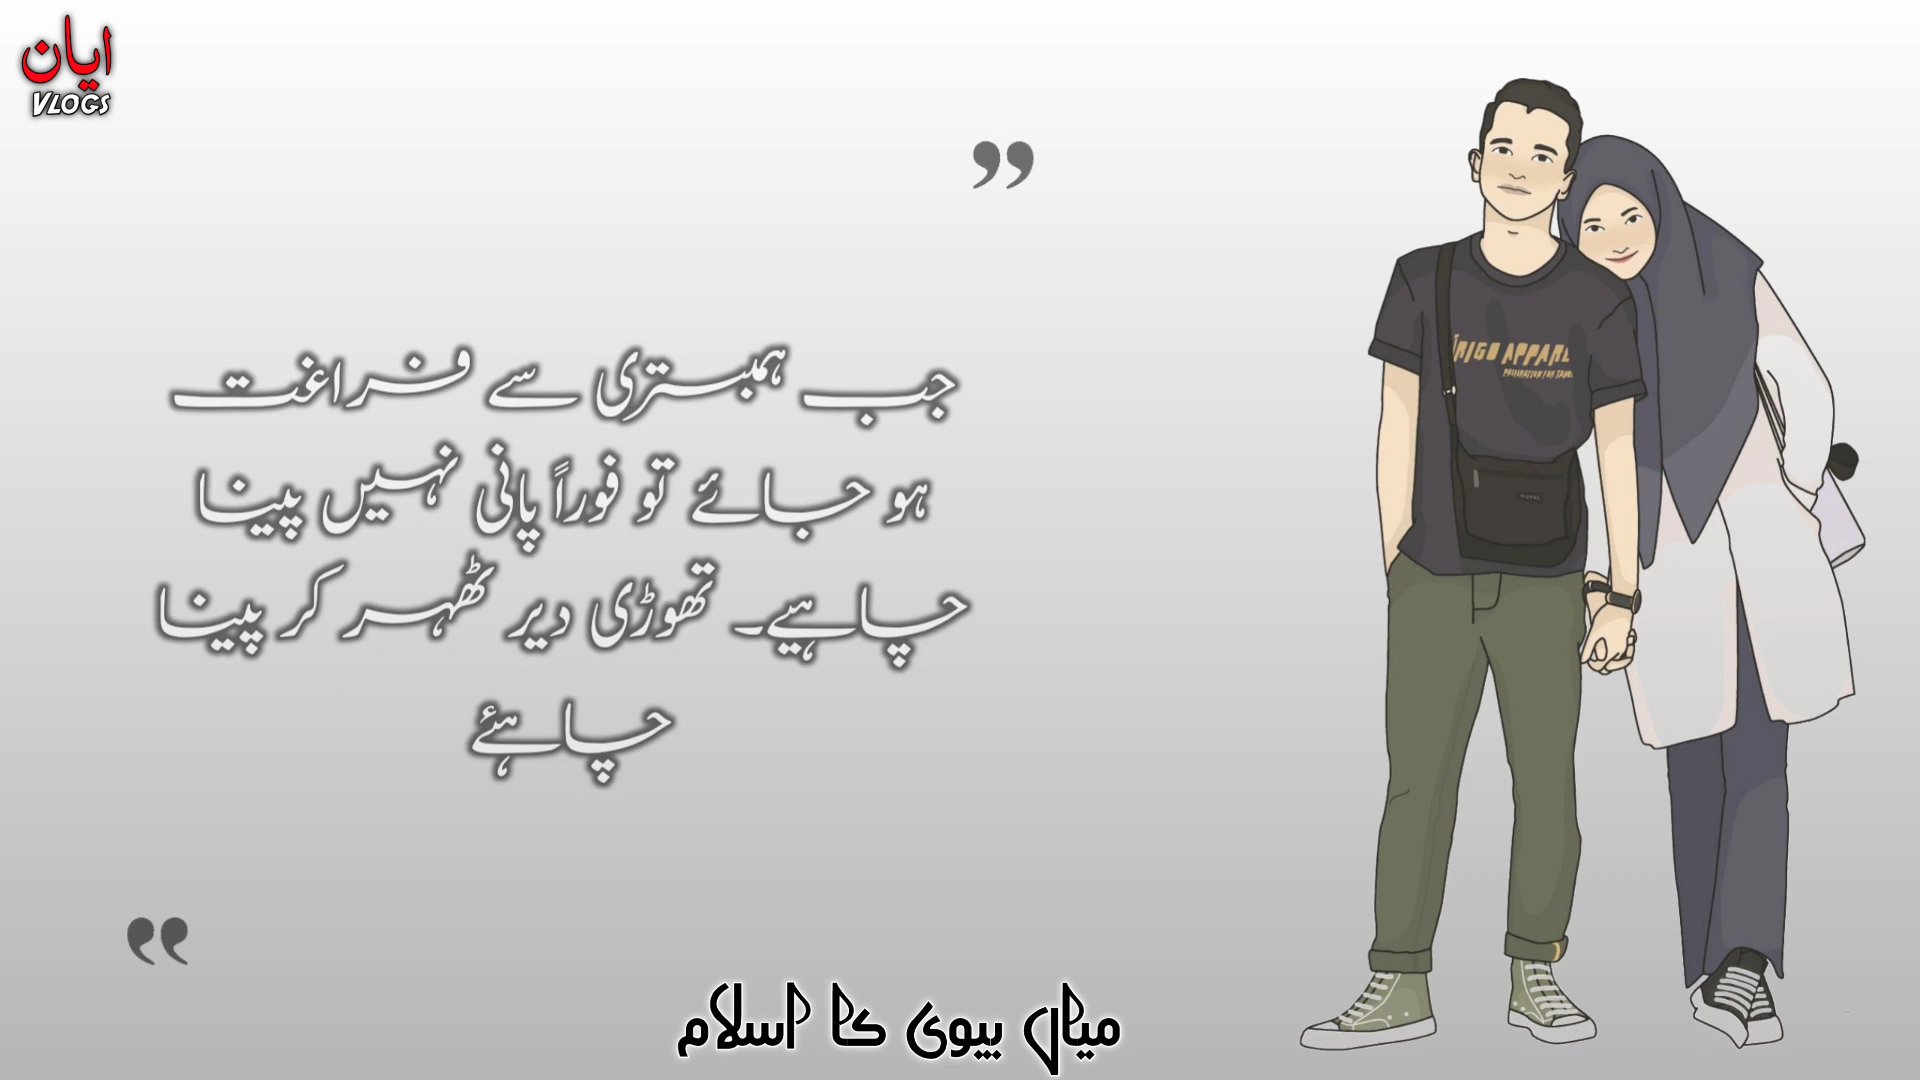 ایان
VLOGS
جب ہمبستری سے فراغت
ہو جائے تو فوراً پانی نہیں پینا
چاہیے۔ تھوڑی دیر ٹھہر کر پینا
چاہئے
میاں بیوی کا اسلام